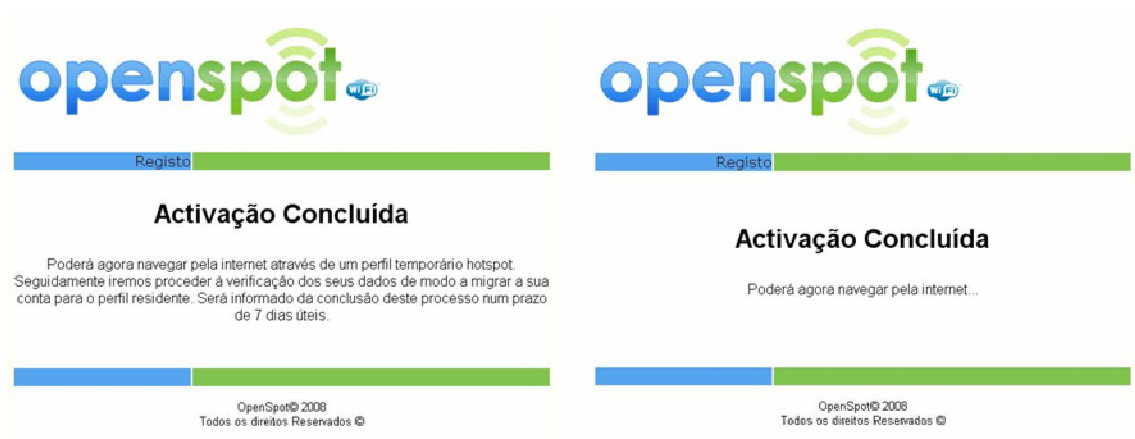 openspot
WiFi
Registo
Activação Concluída
Poderá agora navegar pela internet através de um perfil temporário hotspot.
Seguidamente iremos proceder à verificação dos seus dados de modo a migrar a sua
conta para o perfil residente. Será informado da conclusão deste processo num prazo
de 7 dias úteis.
OpenSpot© 2008
Todos os direitos Reservados ©
openspot
WiFi
Registo
Activação Concluída
Poderá agora navegar pela internet...
OpenSpot© 2008
Todos os direitos Reservados ©